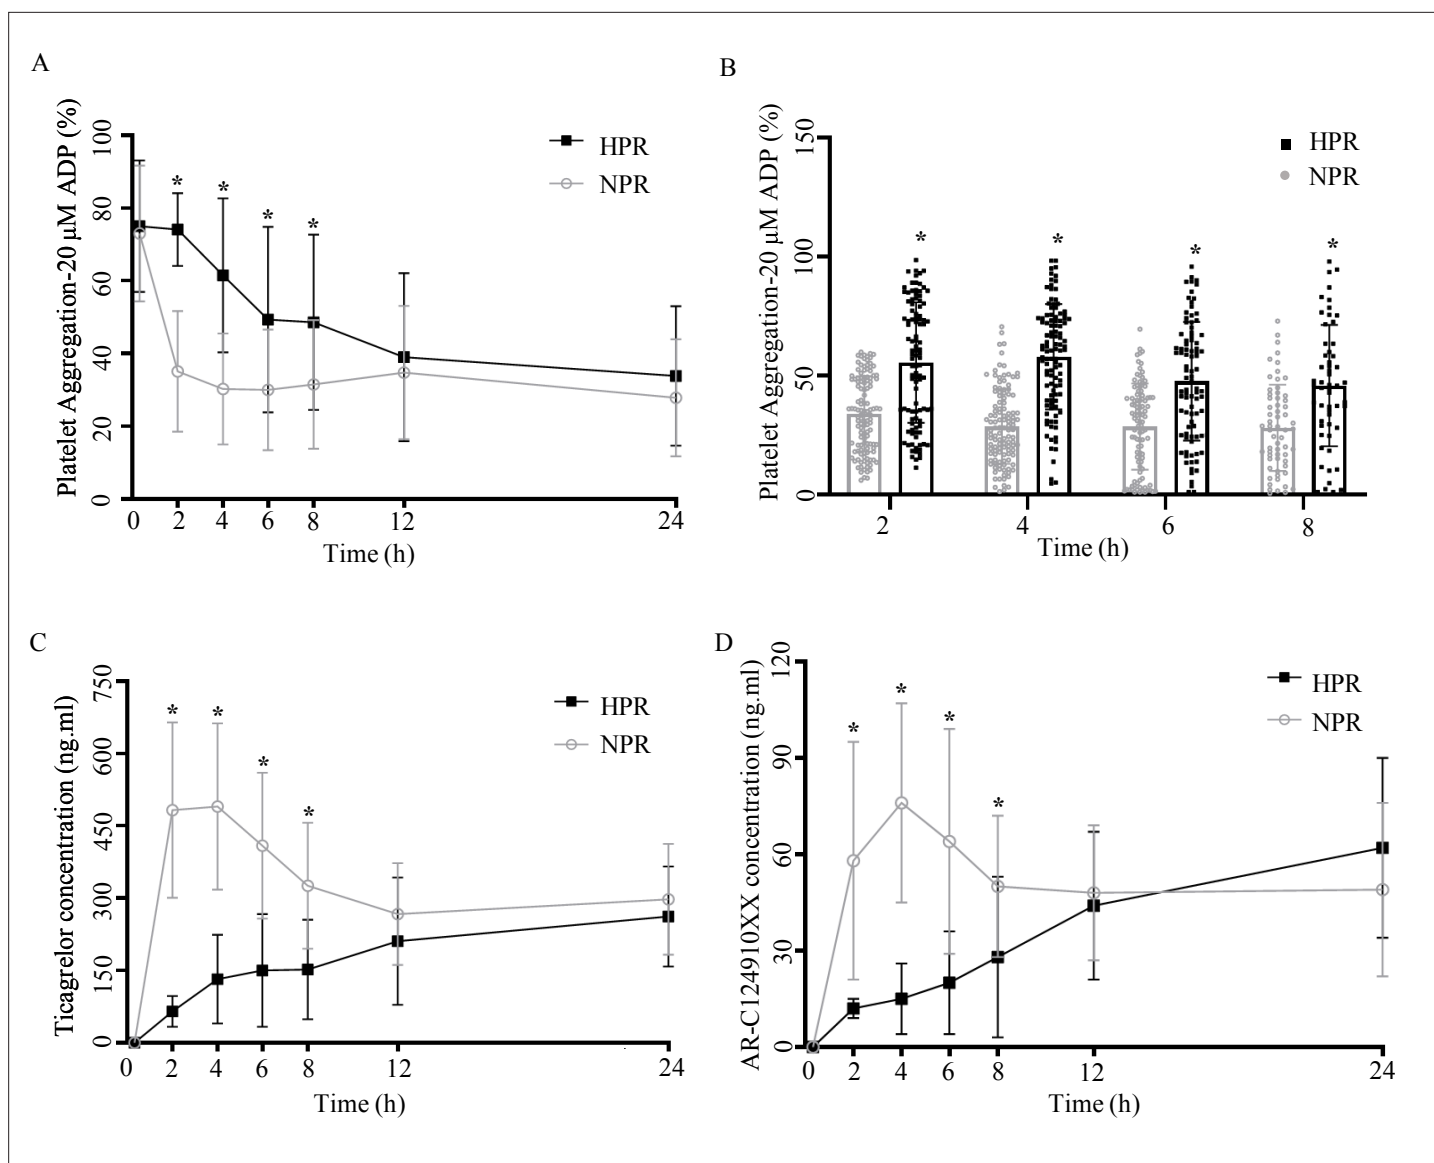 A
Platelet Aggregation-20 µM ADP (%)
100
80
60
40
20
0
* * * *
HPR
NPR
0 2 4 6 8 12 24
Time (h)
B
Platelet Aggregation-20 µM ADP (%)
150
100
50
0
* * * *
HPR
NPR
2 4 6 8
Time (h)
C
Ticagrelor concentration (ng.ml)
750
600
450
300
150
0
* * * *
HPR
NPR
0 2 4 6 8 12 24
Time (h)
D
AR-C124910XX concentration (ng.ml)
120
90
60
30
0
* * * *
HPR
NPR
0 2 4 6 8 12 24
Time (h)